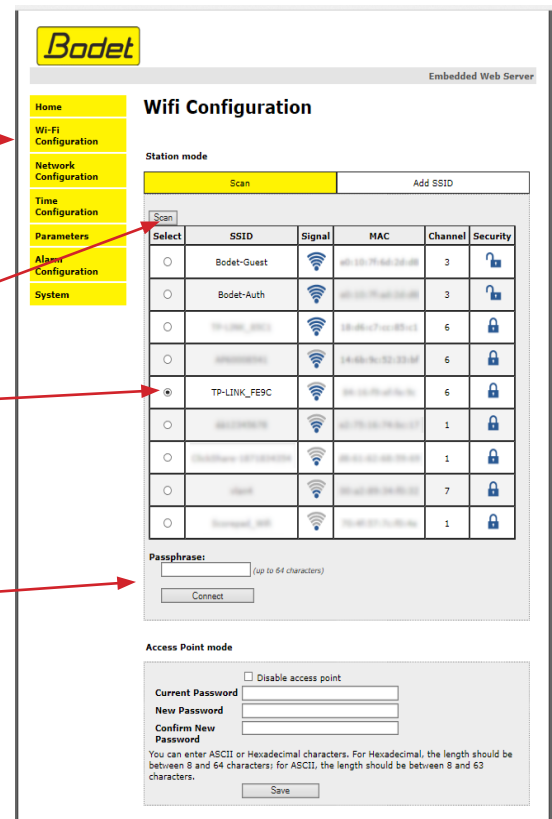 Bodet
Embedded Web Server
Home
Wi-Fi
Configuration
Network
Configuration
Time
Configuration
Parameters
Alarm
Configuration
System
Wifi Configuration
Station mode
Scan Add SSID
Scan
Select SSID Signal MAC Channel Security
Bodet-Guest 3
Bodet-Auth 3
6
6
TP-LINK_FE9C 6
1
1
7
1
Passphrase:
(up to 64 characters)
Connect
Access Point mode
Disable access point
Current Password
New Password
Confirm New
Password
You can enter ASCII or Hexadecimal characters. For Hexadecimal, the length should be
between 8 and 64 characters; for ASCII, the length should be between 8 and 63
characters.
Save